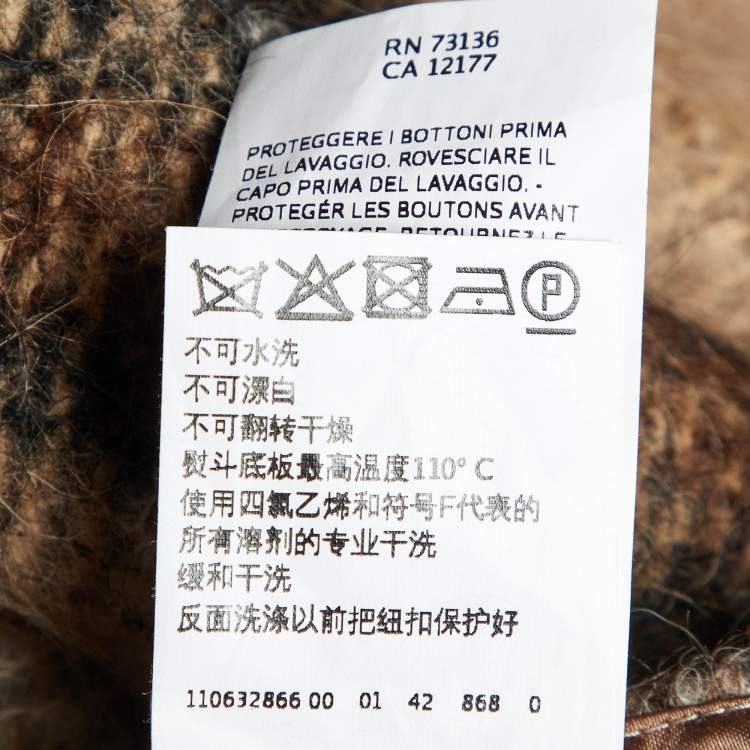 RN 73136
CA 12177
PROTEGGERE I BOTTONI PRIMA
DEL LAVAGGIO. ROVESCIARE IL
CAPO PRIMA DEL LAVAGGIO. -
PROTEGÉR LES BOUTONS AVANT
P
不可水洗
不可漂白
不可翻转干燥
熨斗底板最高温度110° C
使用四氯乙烯和符号F代表的
所有溶剂的专业干洗
缓和干洗
反面洗涤以前把纽扣保护好
110632866 00 01 42 868 0